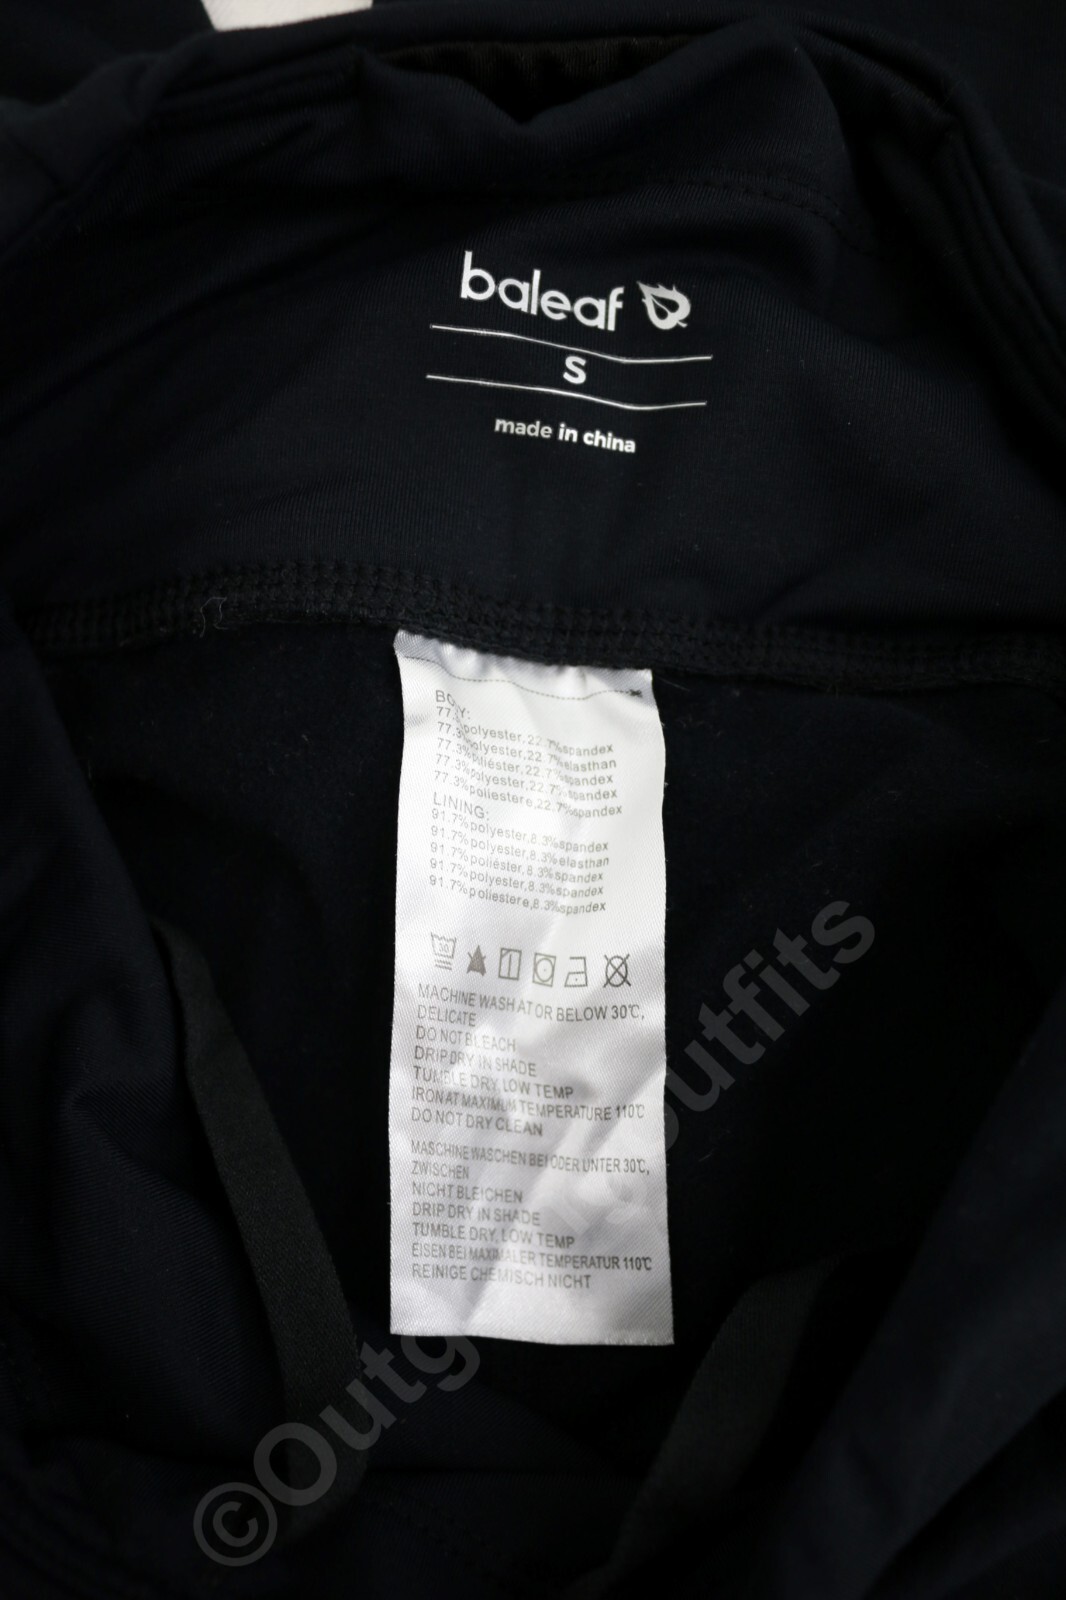 baleaf
S
made in china
BODY:
77.3%polyester,22.7%spandex
77.3%polyester,22.7%elasthan
77.3%poliéster,22.7%spandex
77.3%polyester,22.7%spandex
77.3%poliestere,22.7%spandex
LINING:
91.7%polyester,8.3%spandex
91.7%polyester,8.3%elasthan
91.7%poliéster,8.3%spandex
91.7%polyester,8.3%spandex
91.7%poliestere,8.3%spandex
30
MACHINE WASH AT OR BELOW 30℃,
DELICATE
DO NOT BLEACH
DRIP DRY IN SHADE
TUMBLE DRY, LOW TEMP
IRON AT MAXIMUM TEMPERATURE 110℃
DO NOT DRY CLEAN
MASCHINE WASCHEN BEI ODER UNTER 30℃,
ZWISCHEN
NICHT BLEICHEN
DRIP DRY IN SHADE
TUMBLE DRY, LOW TEMP
EISEN BEI MAXIMALER TEMPERATUR 110℃
REINIGE CHEMISCH NICHT